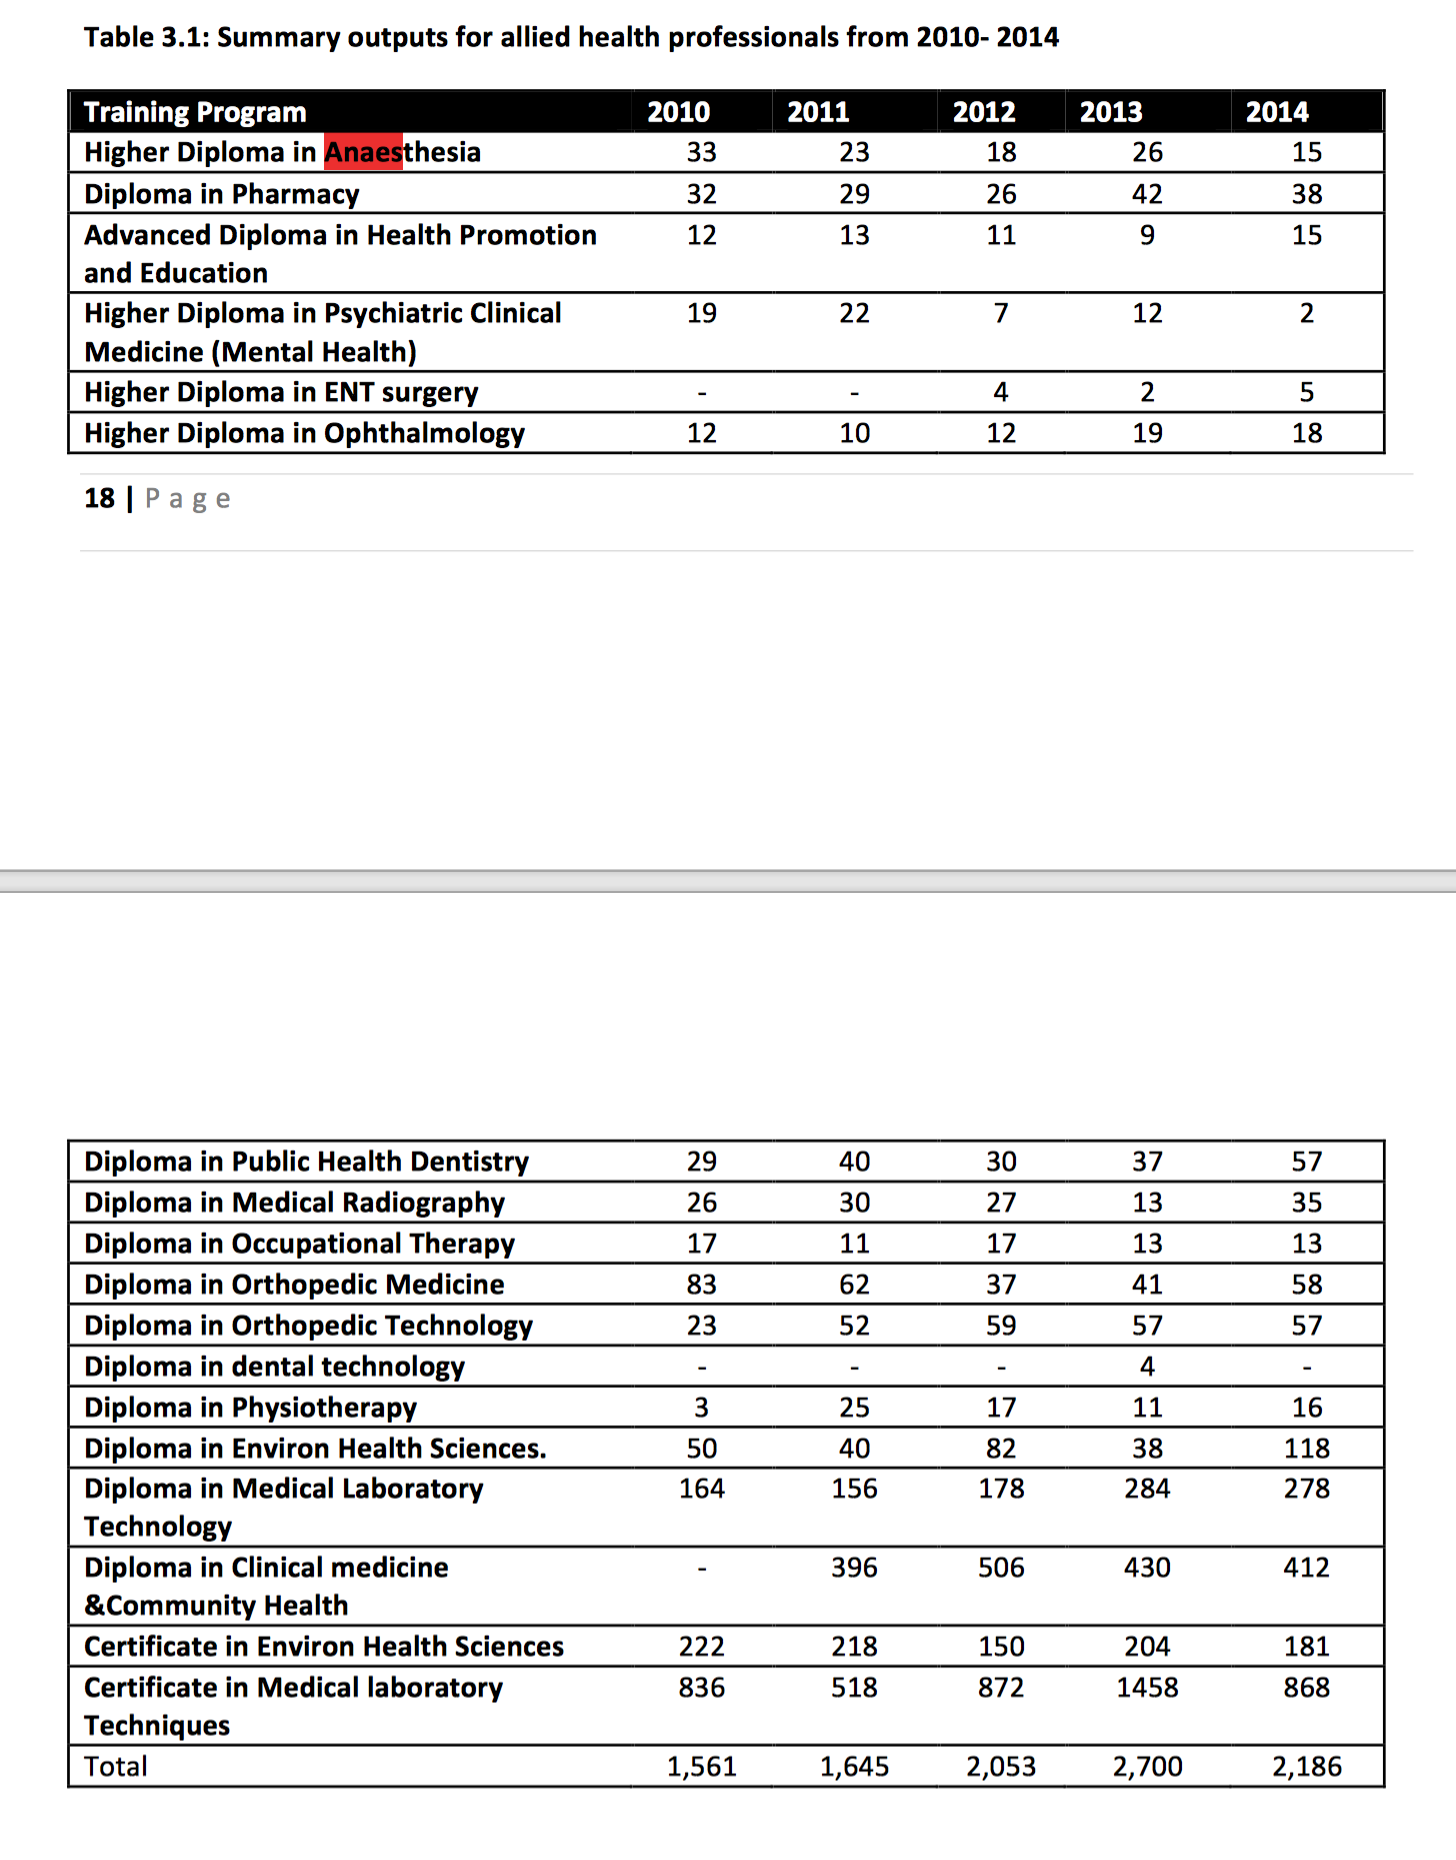 Table 3.1: Summary outputs for allied health professionals from 2010- 2014
Training Program 2010 2011 2012 2013 2014
Higher Diploma in Anaesthesia 33 23 18 26 15
Diploma in Pharmacy 32 29 26 42 38
Advanced Diploma in Health Promotion 12 13 11 9 15
and Education
Higher Diploma in Psychiatric Clinical 19 22 7 12 2
Medicine (Mental Health)
Higher Diploma in ENT surgery - - 4 2 5
Higher Diploma in Ophthalmology 12 10 12 19 18
18 | P a g e
Diploma in Public Health Dentistry 29 40 30 37 57
Diploma in Medical Radiography 26 30 27 13 35
Diploma in Occupational Therapy 17 11 17 13 13
Diploma in Orthopedic Medicine 83 62 37 41 58
Diploma in Orthopedic Technology 23 52 59 57 57
Diploma in dental technology - - - 4 -
Diploma in Physiotherapy 3 25 17 11 16
Diploma in Environ Health Sciences. 50 40 82 38 118
Diploma in Medical Laboratory 164 156 178 284 278
Technology
Diploma in Clinical medicine - 396 506 430 412
&Community Health
Certificate in Environ Health Sciences 222 218 150 204 181
Certificate in Medical laboratory 836 518 872 1458 868
Techniques
Total 1,561 1,645 2,053 2,700 2,186